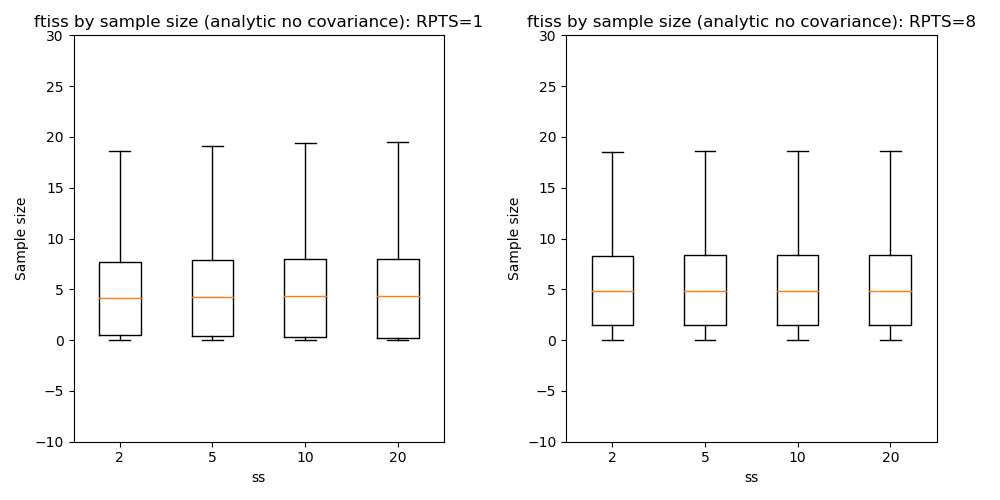 ftiss by sample size (analytic no covariance): RPTS=1
30
25
20
15
10
5
0
−5
−10
Sample size
2 5 10 20
ss
ftiss by sample size (analytic no covariance): RPTS=8
30
25
20
15
10
5
0
−5
−10
Sample size
2 5 10 20
ss